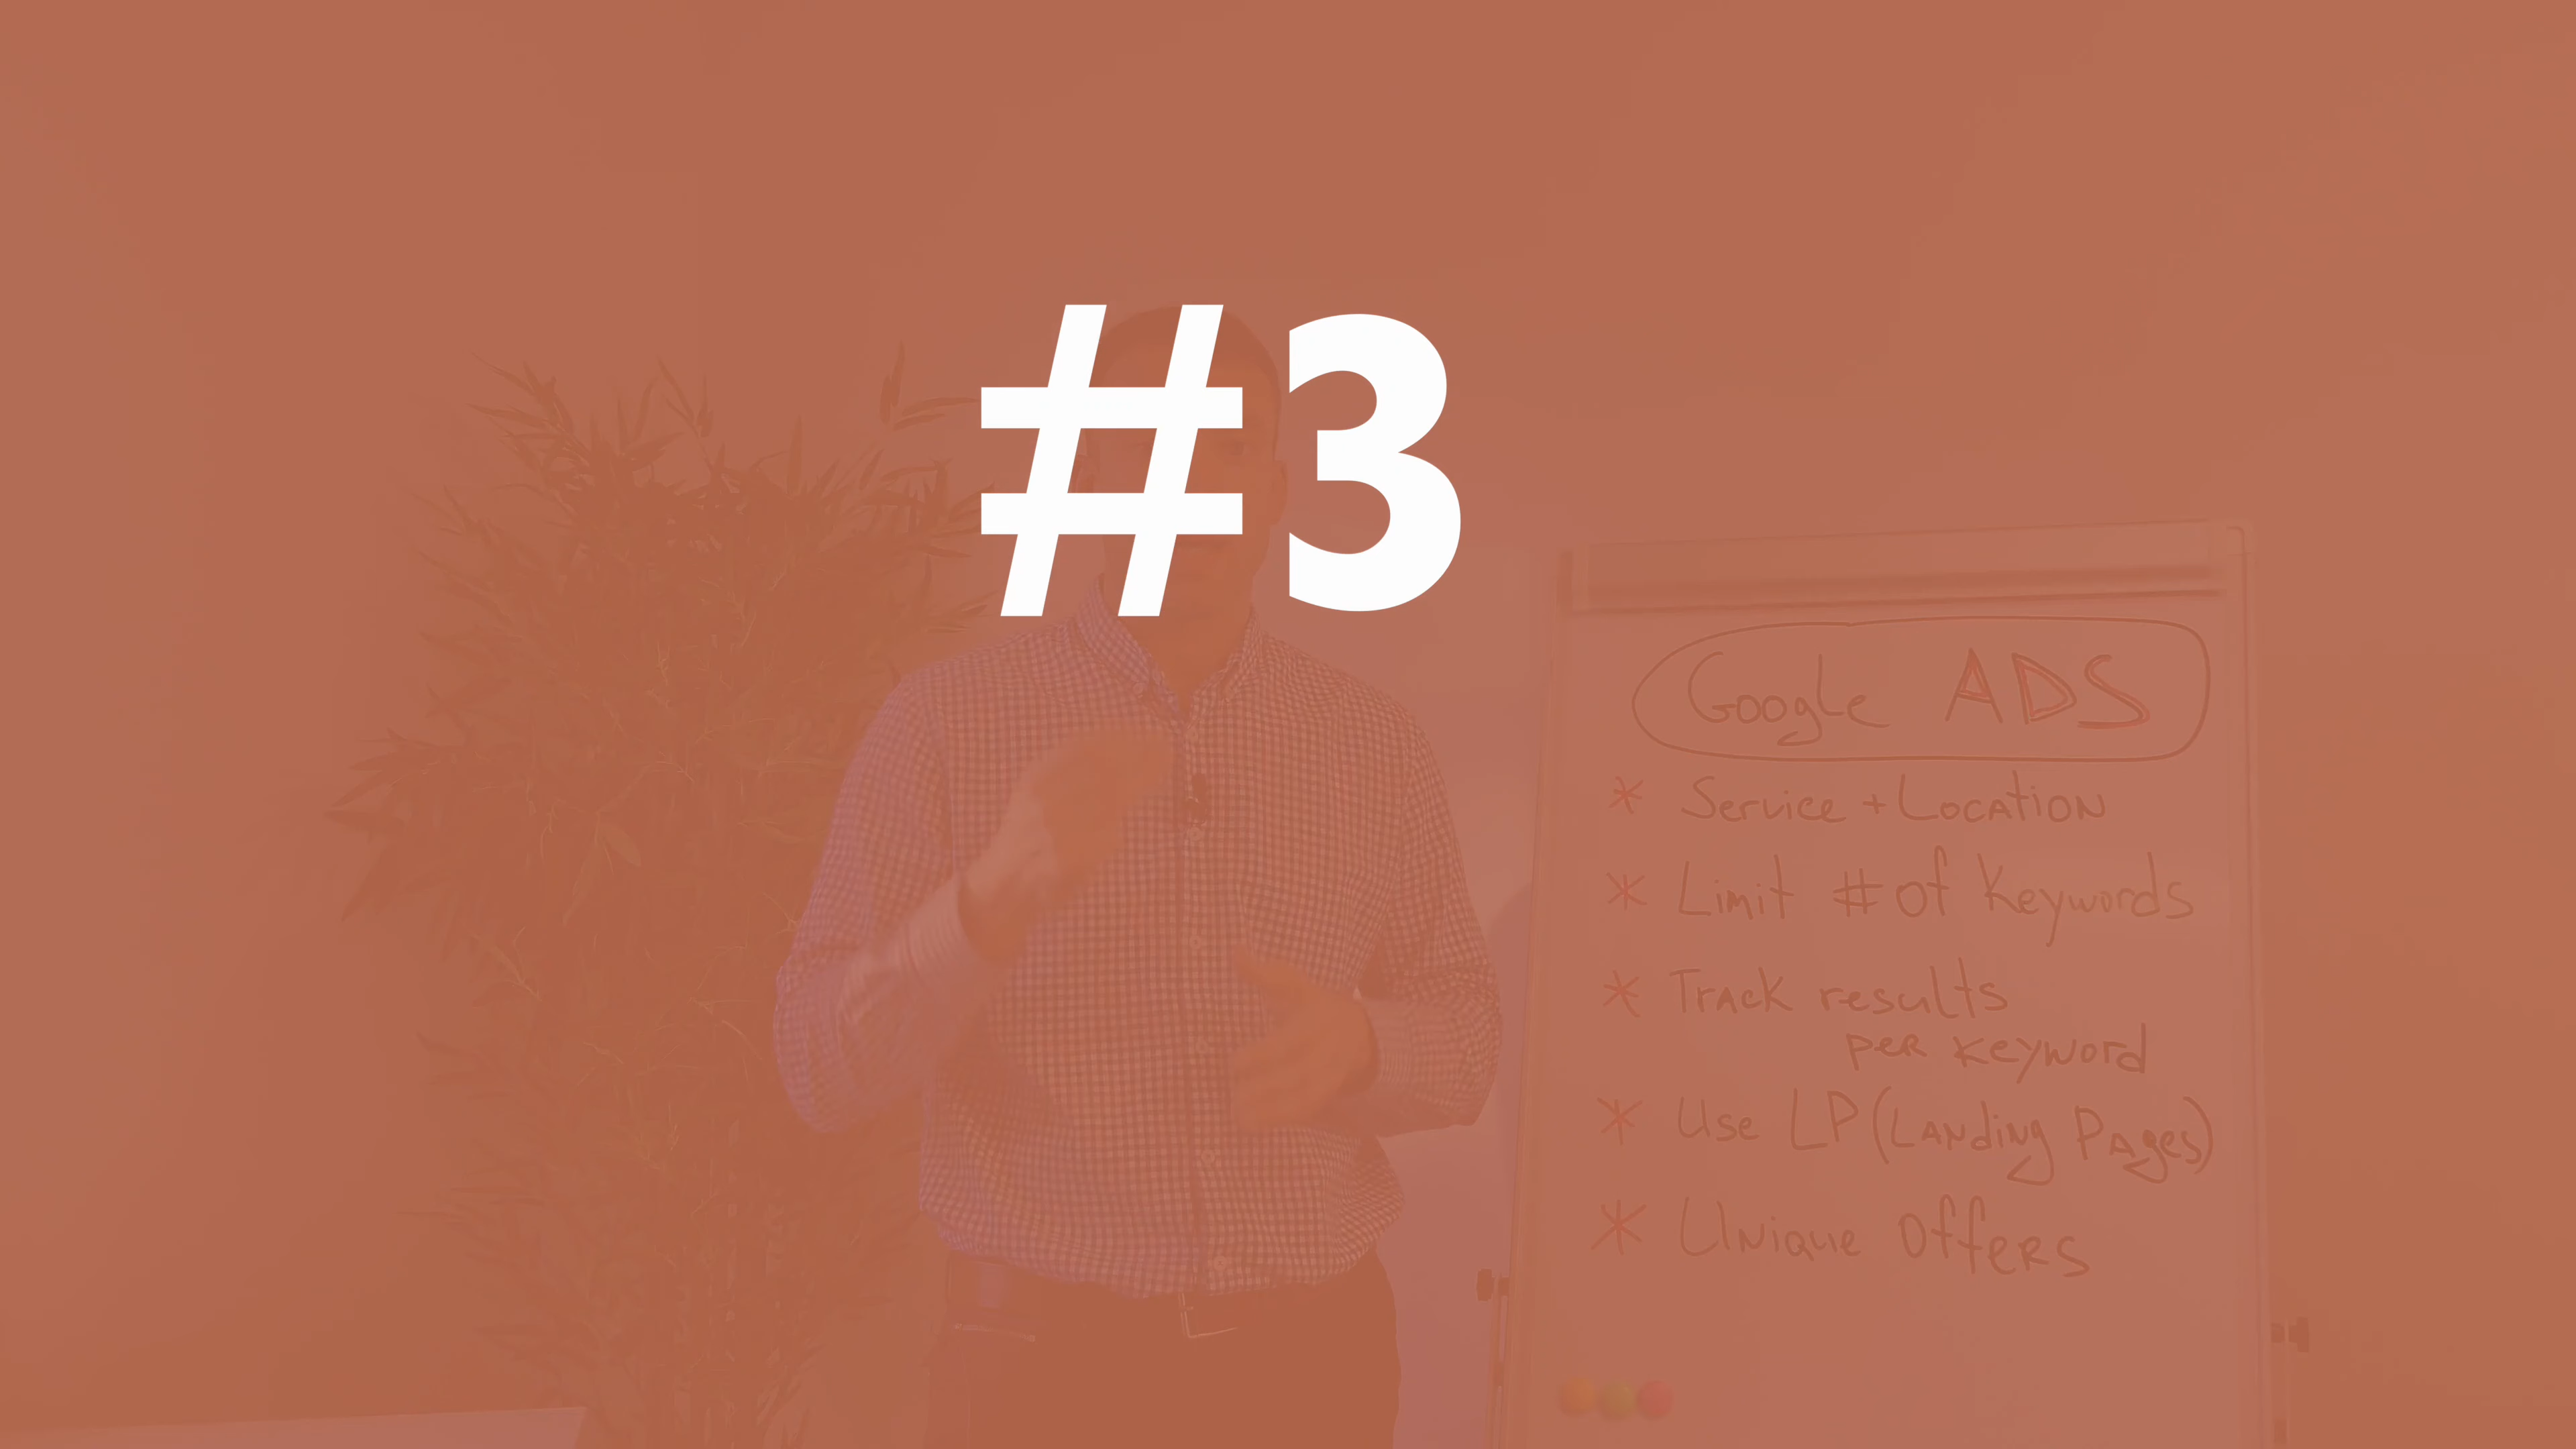 #3
Google ADS
* Service + Location
* Limit # of Keywords
* Track results
per keyword
* Use LP (Landing Pages)
* Unique Offers